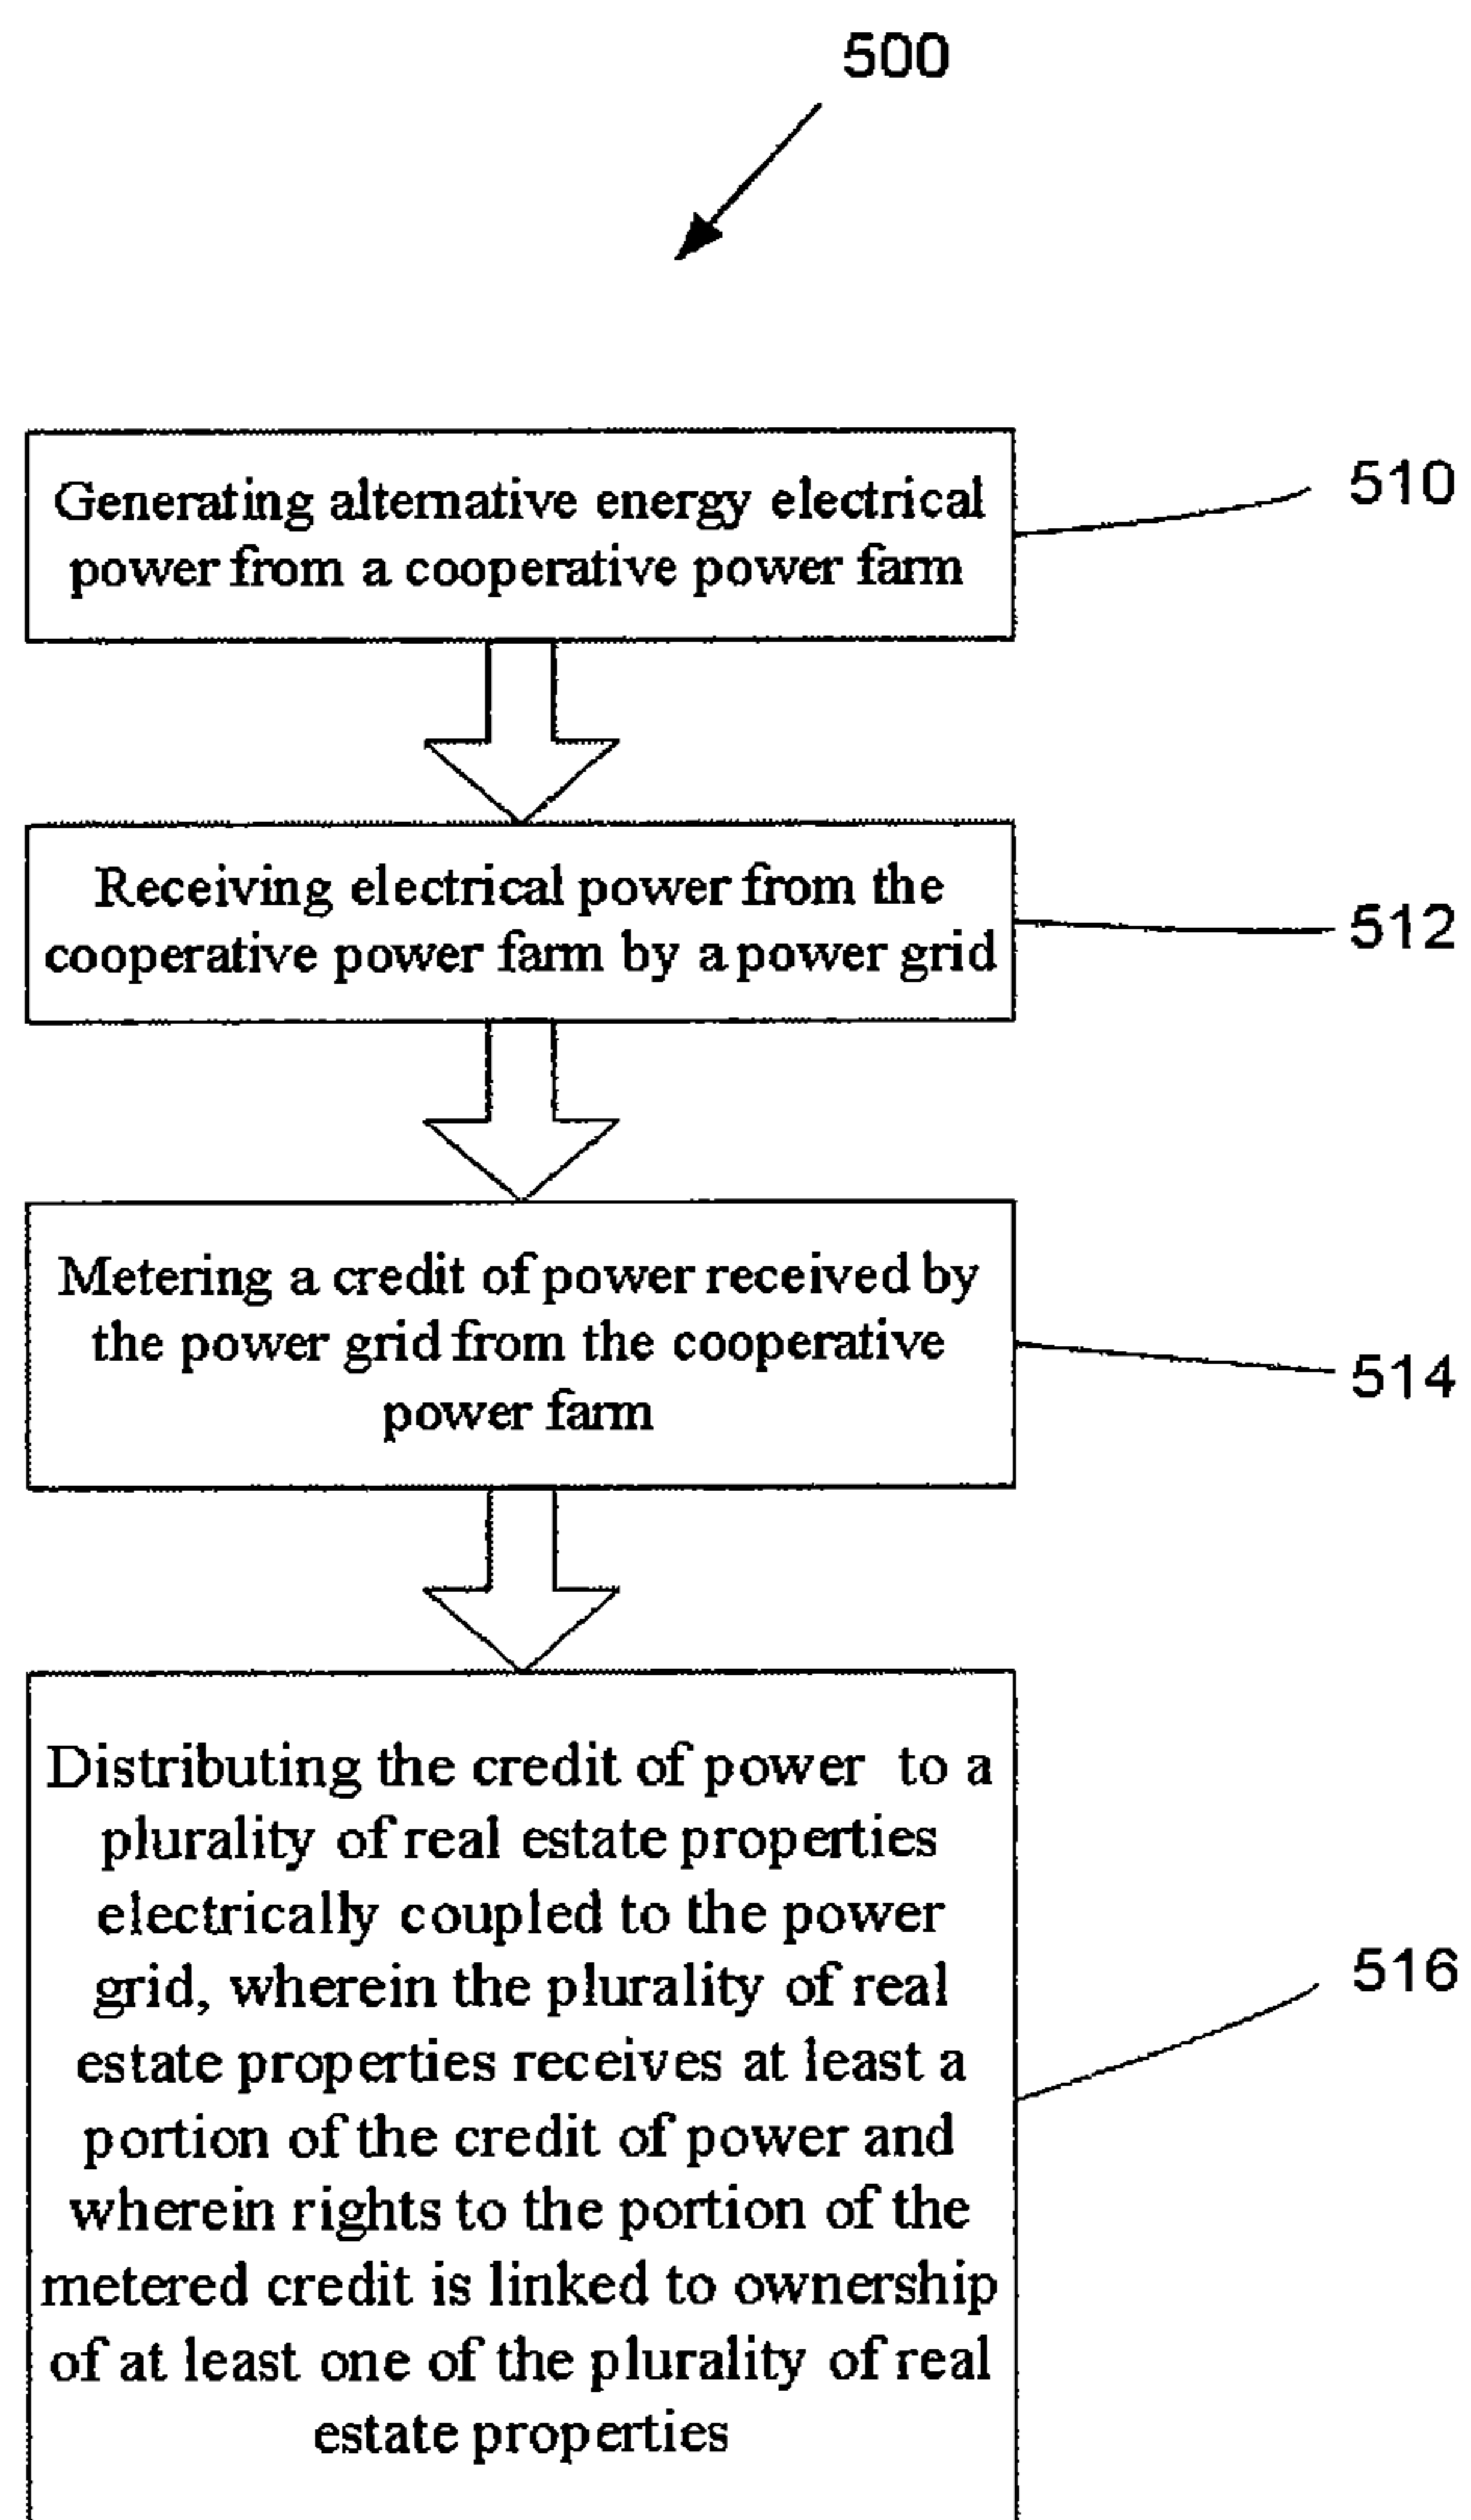 500
Generating alternative energy electrical
power from a cooperative power farm
510
Receiving electrical power from the
cooperative power farm by a power grid
512
Metering a credit of power received by
the power grid from the cooperative
power farm
514
Distributing the credit of power to a
plurality of real estate properties
electrically coupled to the power
grid, wherein the plurality of real
estate properties receives at least a
portion of the credit of power and
wherein rights to the portion of the
metered credit is linked to ownership
of at least one of the plurality of real
estate properties
516